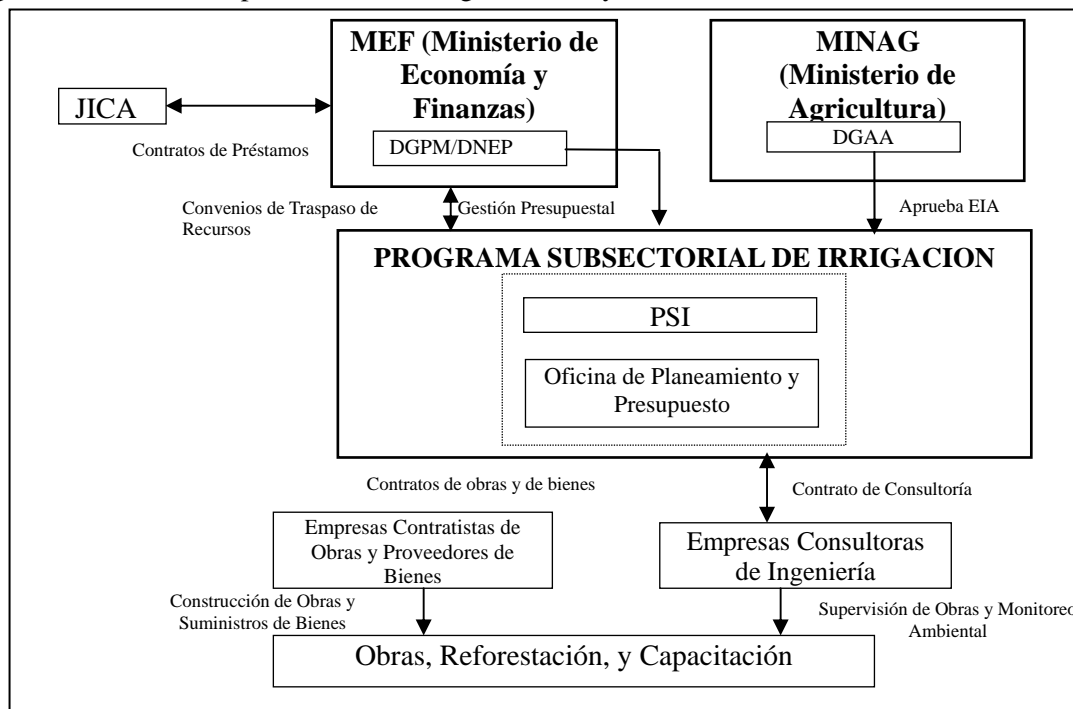 MEF (Ministerio de
Economía y
Finanzas)
DGPM/DNEP
MINAG
(Ministerio de
Agricultura)
DGAA
JICA
Contratos de Préstamos
Convenios de Traspaso de
Recursos
Gestión Presupuestal
Aprueba EIA
PROGRAMA SUBSECTORIAL DE IRRIGACION
PSI
Oficina de Planeamiento y
Presupuesto
Contratos de obras y de bienes
Contrato de Consultoría
Empresas Contratistas de
Obras y Proveedores de
Bienes
Empresas Consultoras
de Ingeniería
Construcción de Obras y
Suministros de Bienes
Supervisión de Obras y Monitoreo
Ambiental
Obras, Reforestación, y Capacitación